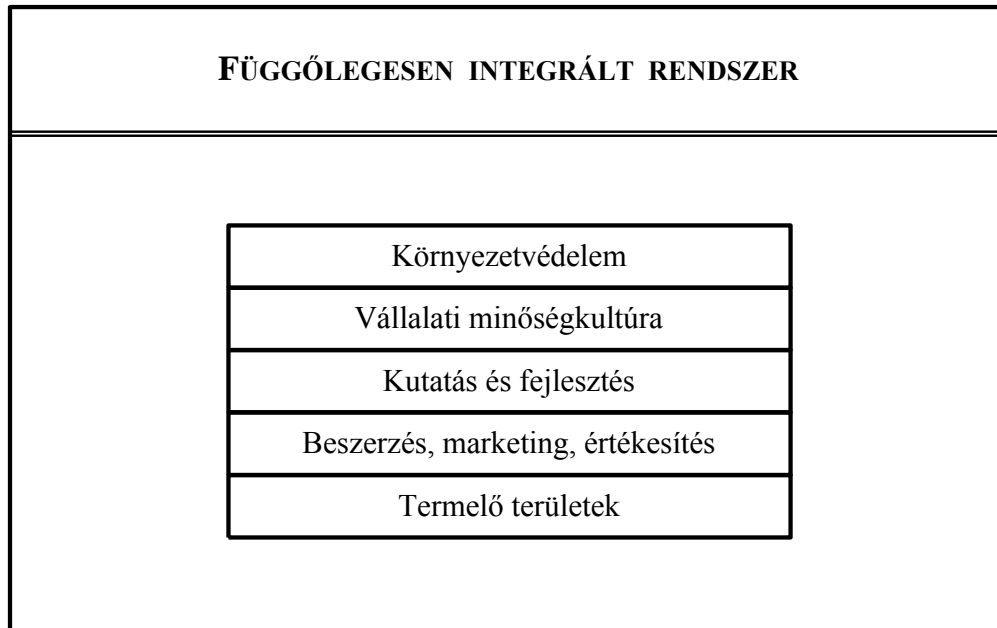 FÜGGŐLEGESEN INTEGRÁLT RENDSZER
Környezetvédelem
Vállalati minőségkultúra
Kutatás és fejlesztés
Beszerzés, marketing, értékesítés
Termelő területek